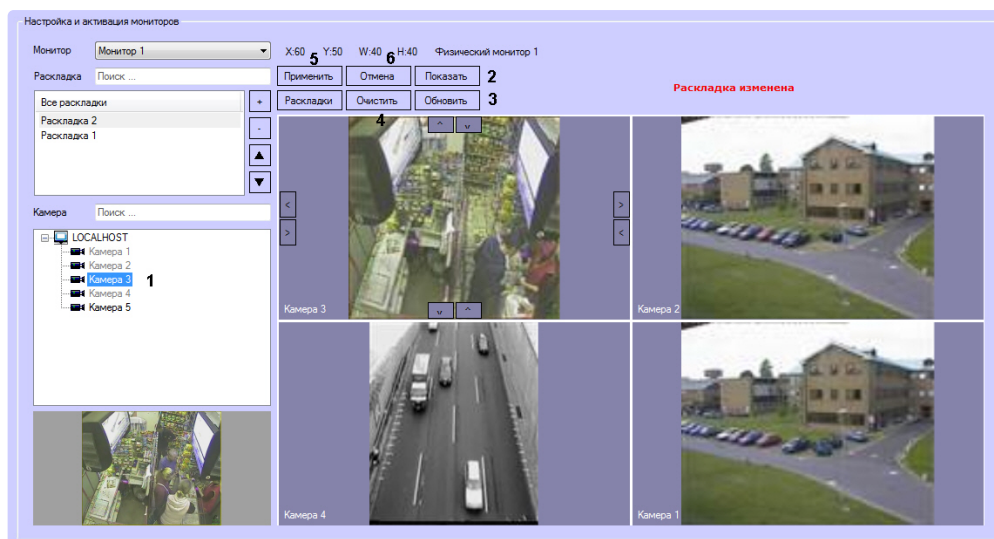 Настройка и активация мониторов
Монитор Монитор 1 X:60 Y:50 W:40 H:40 Физический монитор 1
5 6
Раскладка Поиск ... Применить Отмена Показать 2
Раскладка изменена
Все раскладки + Раскладки Очистить Обновить 3
4
Раскладка 2
Раскладка 1
-
▲
▼
^ v
< >
> <
v ^
Камера Поиск ...
LOCALHOST
Камера 1
Камера 2
Камера 3 1
Камера 4
Камера 5
Камера 3 Камера 2
Камера 4 Камера 1